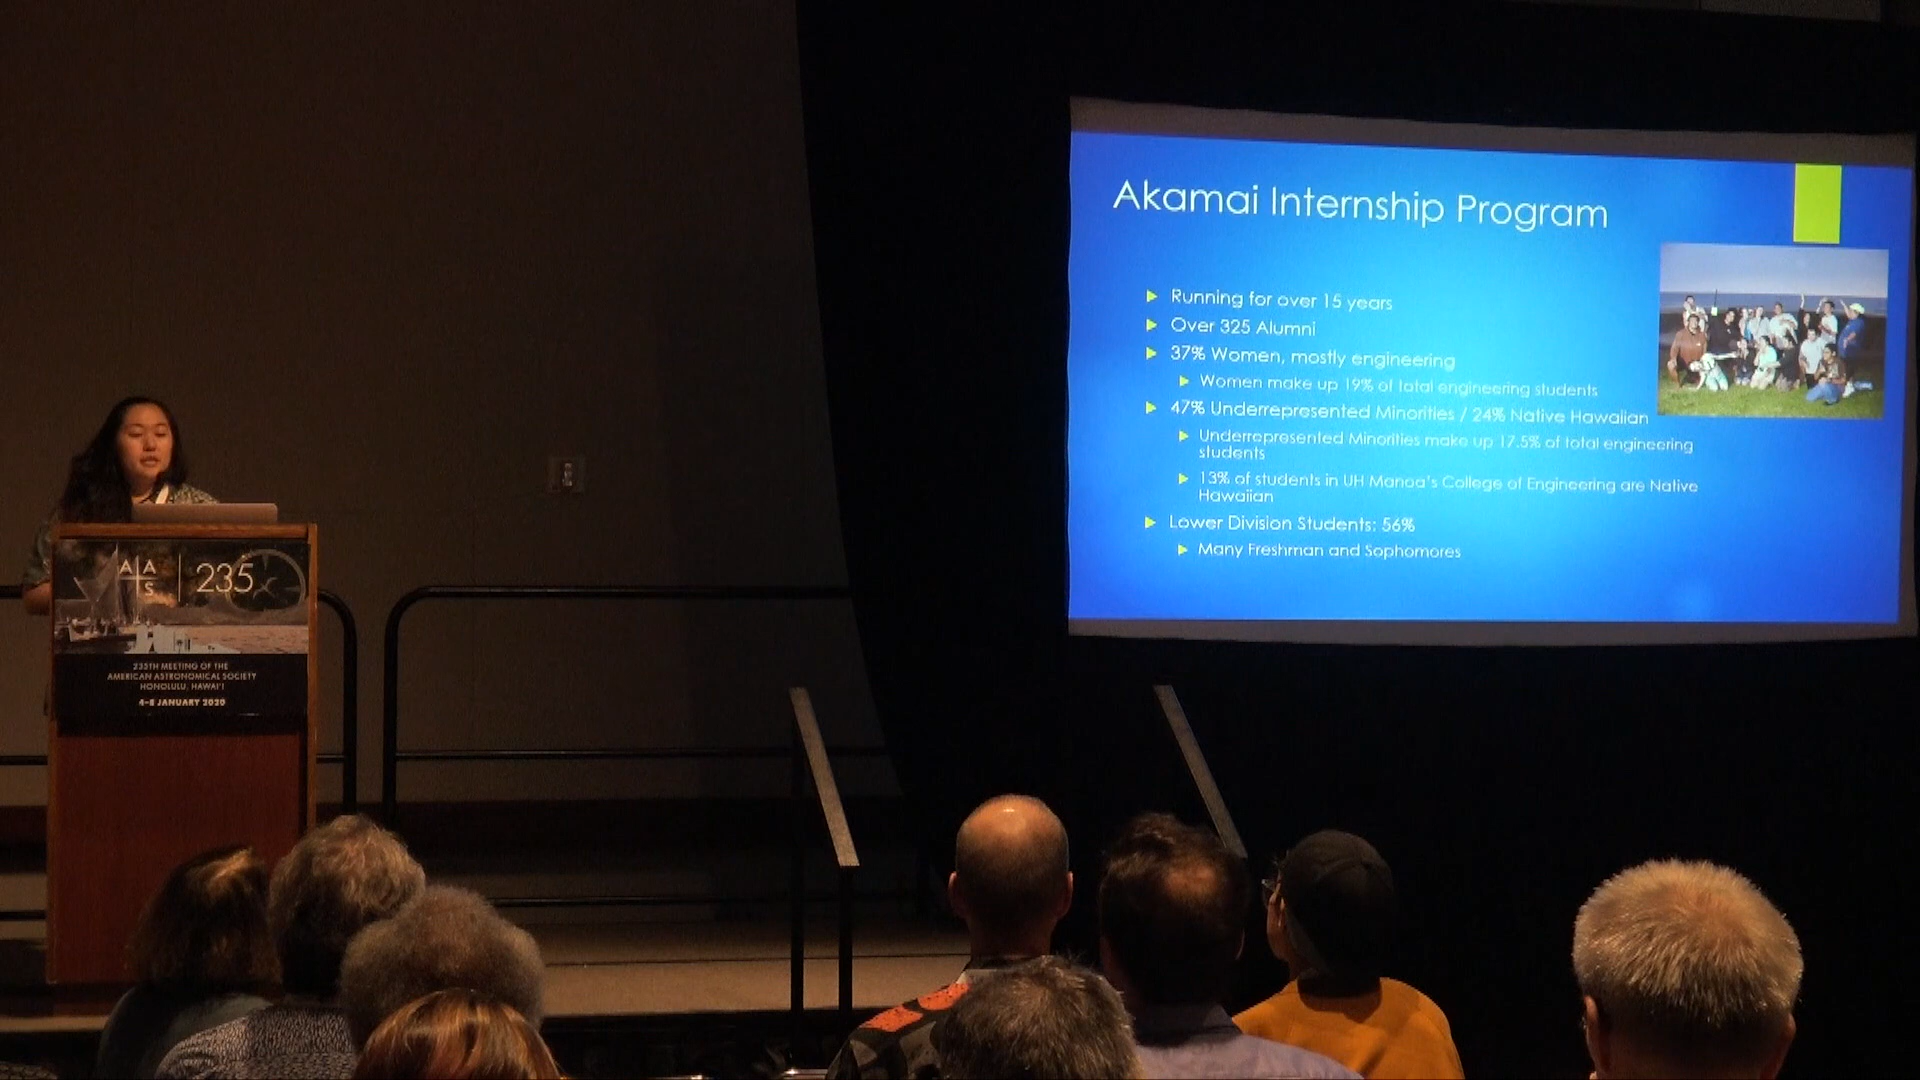 Akamai Internship Program
Running for over 15 years
Over 325 Alumni
37% Women, mostly engineering
Women make up 19% of total engineering students
47% Underrepresented Minorities / 24% Native Hawaiian
Underrepresented Minorities make up 17.5% of total engineering
students
13% of students in UH Manoa's College of Engineering are Native
Hawaiian
Lower Division Students: 56%
Many Freshman and Sophomores
AAS 235
235TH MEETING OF THE
AMERICAN ASTRONOMICAL SOCIETY
HONOLULU, HAWAI'I
4–8 JANUARY 2020